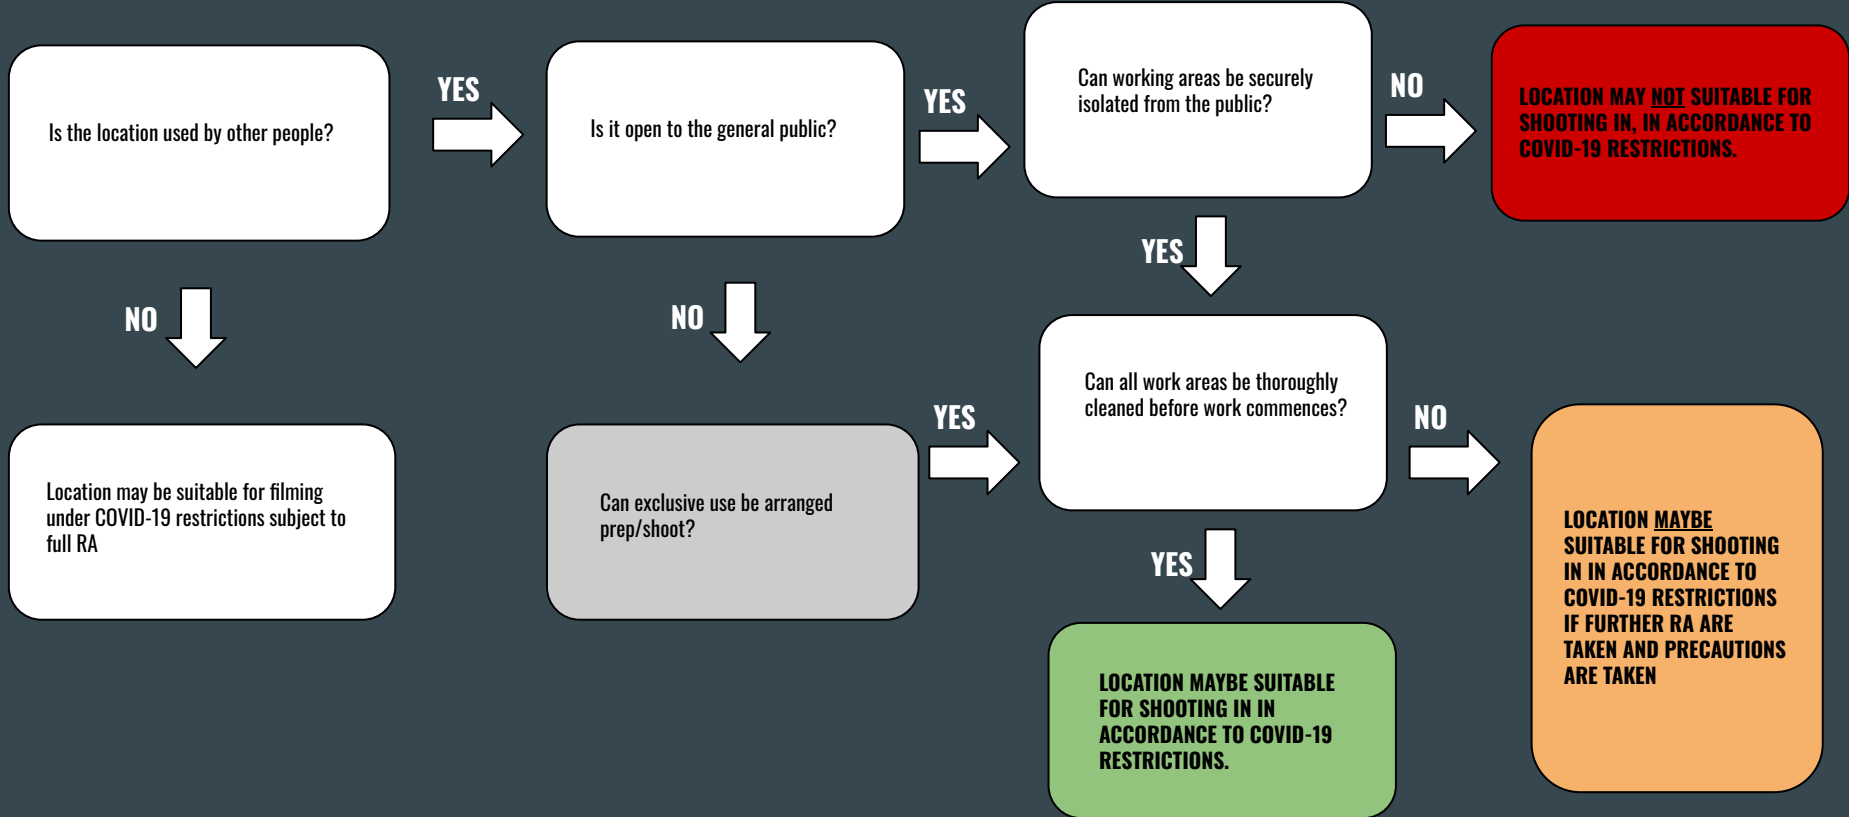 Is the location used by other people?
YES
Is it open to the general public?
YES
Can working areas be securely
isolated from the public?
NO
LOCATION MAY NOT SUITABLE FOR
SHOOTING IN, IN ACCORDANCE TO
COVID-19 RESTRICTIONS.
NO
NO
YES
Location may be suitable for filming
under COVID-19 restrictions subject to
full RA
Can exclusive use be arranged
prep/shoot?
YES
Can all work areas be thoroughly
cleaned before work commences?
NO
LOCATION MAYBE
SUITABLE FOR SHOOTING
IN IN ACCORDANCE TO
COVID-19 RESTRICTIONS
IF FURTHER RA ARE
TAKEN AND PRECAUTIONS
ARE TAKEN
YES
LOCATION MAYBE SUITABLE
FOR SHOOTING IN IN
ACCORDANCE TO COVID-19
RESTRICTIONS.